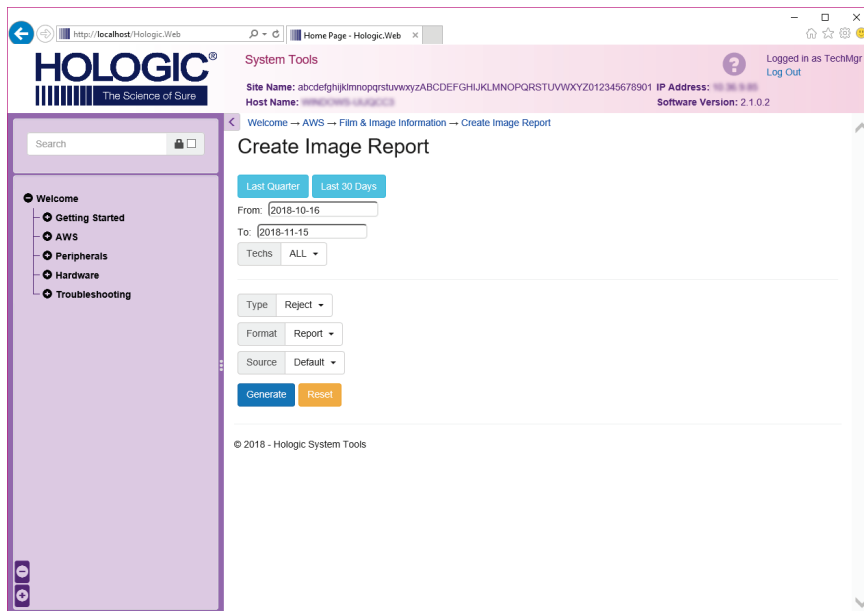 http://localhost/Hologic.Web
Home Page - Hologic.Web
HOLOGIC®
The Science of Sure
System Tools
Logged in as TechMgr
Log Out
Site Name: abcdefghijklmnopqrstuvwxyzABCDEFGHIJKLMNOPQRSTUVWXYZ012345678901 IP Address:
Host Name:
Software Version: 2.1.0.2
Search
Welcome → AWS → Film & Image Information → Create Image Report
Create Image Report
Last Quarter Last 30 Days
From: 2018-10-16
To: 2018-11-15
Techs ALL
Welcome
Getting Started
AWS
Peripherals
Hardware
Troubleshooting
Type Reject
Format Report
Source Default
Generate Reset
© 2018 - Hologic System Tools